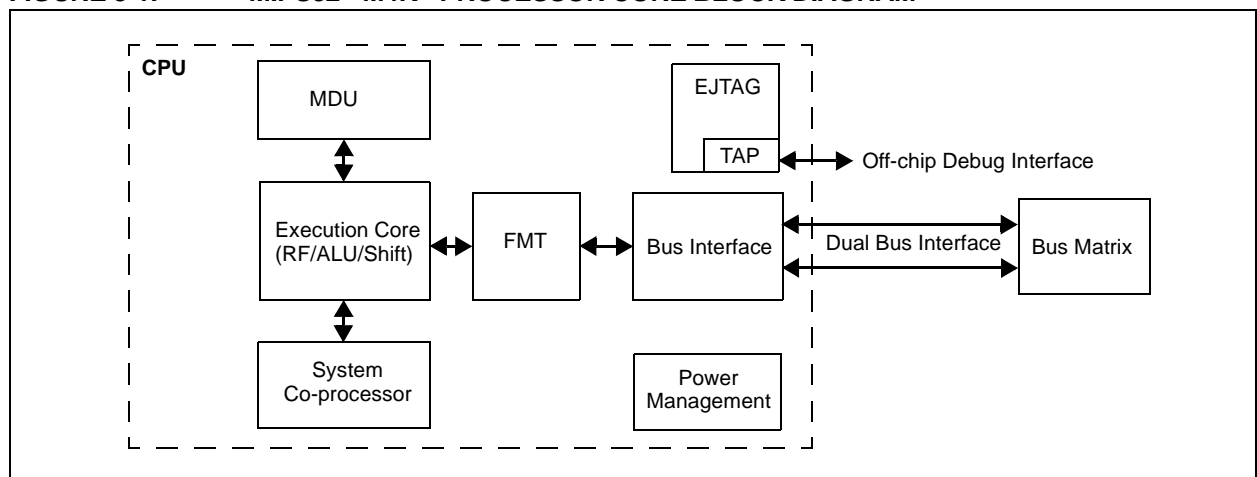 CPU
MDU
EJTAG
TAP
Off-chip Debug Interface
Execution Core
(RF/ALU/Shift)
FMT
Bus Interface
Dual Bus Interface
Bus Matrix
System
Co-processor
Power
Management